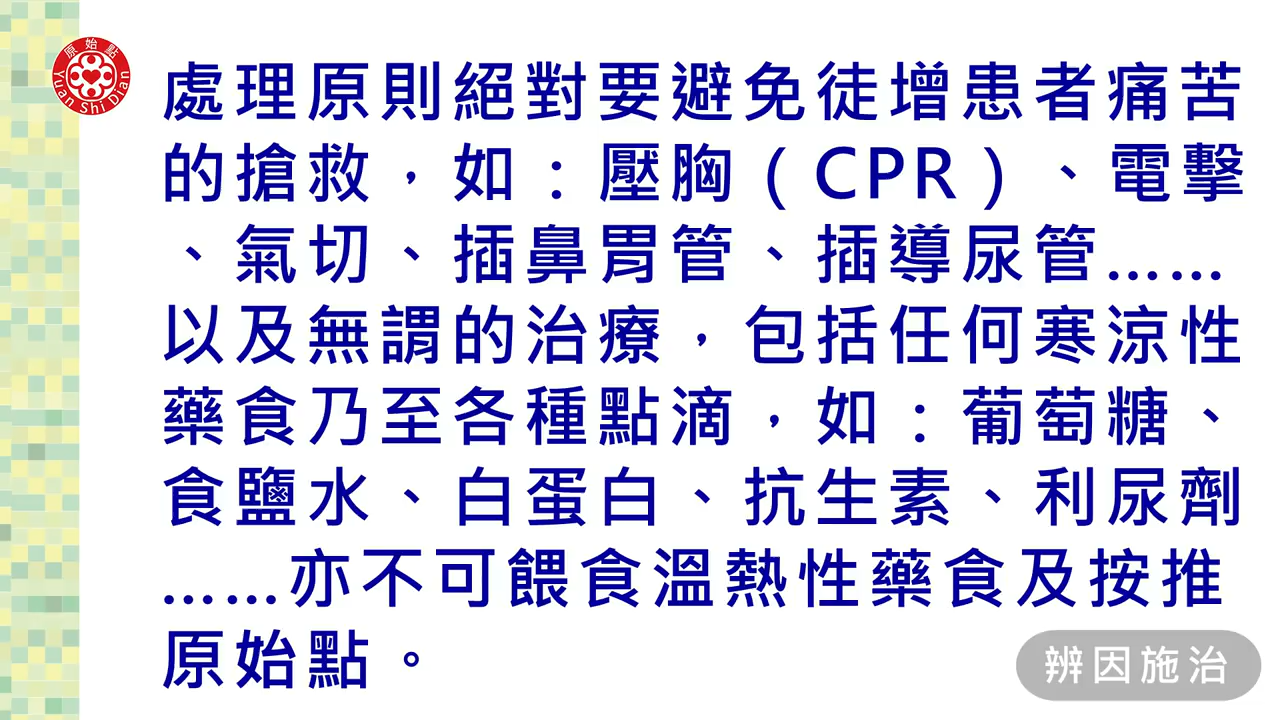 原始點
Yuan Shi Dian
處理原則絕對要避免徒增患者痛苦
的搶救，如：壓胸（CPR）、電擊
、氣切、插鼻胃管、插導尿管……
以及無謂的治療，包括任何寒涼性
藥食乃至各種點滴，如：葡萄糖、
食鹽水、白蛋白、抗生素、利尿劑
……亦不可餵食溫熱性藥食及按推
原始點。
辨因施治